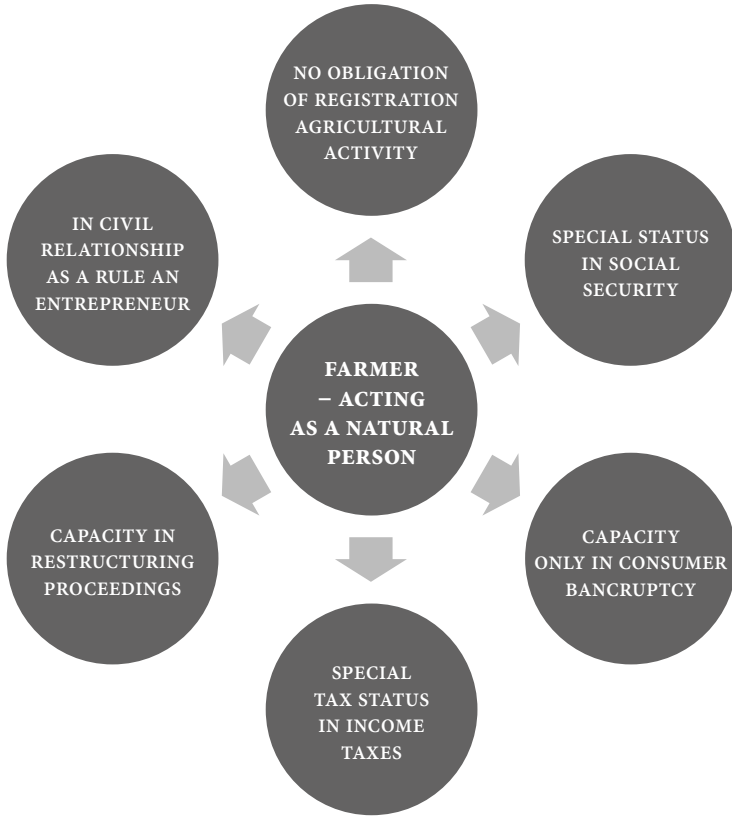 NO OBLIGATION
OF REGISTRATION
AGRICULTURAL
ACTIVITY
IN CIVIL
RELATIONSHIP
AS A RULE AN
ENTREPRENEUR
SPECIAL STATUS
IN SOCIAL
SECURITY
FARMER
– ACTING
AS A NATURAL
PERSON
CAPACITY IN
RESTRUCTURING
PROCEEDINGS
CAPACITY
ONLY IN CONSUMER
BANCRUPTCY
SPECIAL
TAX STATUS
IN INCOME
TAXES